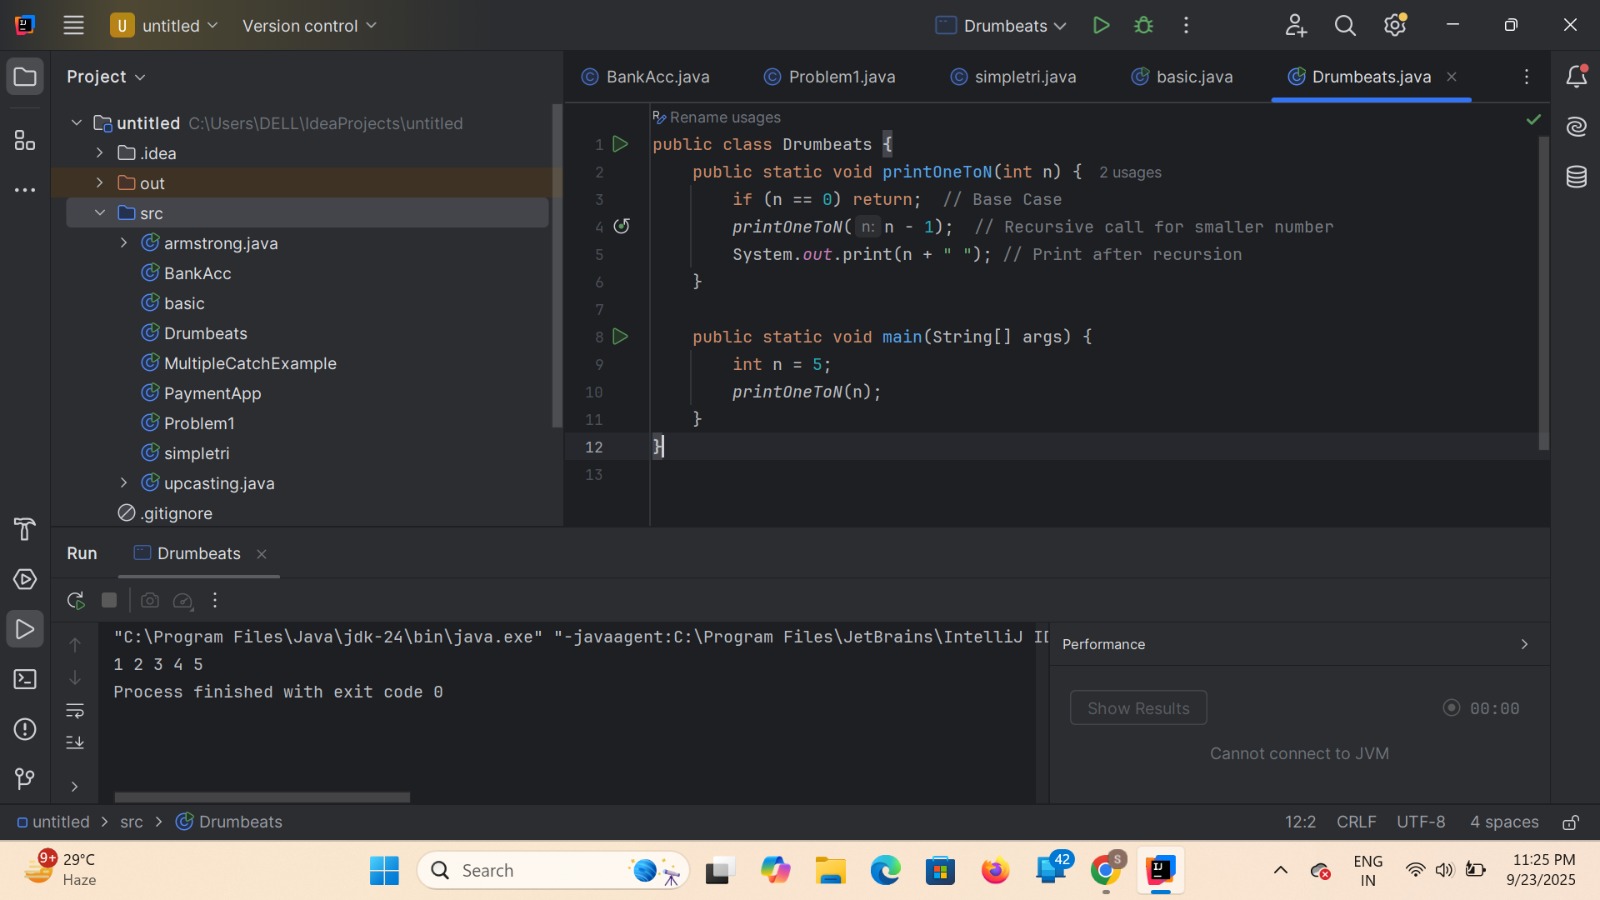 U untitled Version control Drumbeats
Project
BankAcc.java Problem1.java simpletri.java basic.java Drumbeats.java
untitled C:\Users\DELL\IdeaProjects\untitled
.idea
out
src
armstrong.java
BankAcc
basic
Drumbeats
MultipleCatchExample
PaymentApp
Problem1
simpletri
upcasting.java
.gitignore
Rename usages
1 public class Drumbeats {
2 public static void printOneToN(int n) { 2 usages
3 if (n == 0) return; // Base Case
4 printOneToN( n: n - 1); // Recursive call for smaller number
5 System.out.print(n + " "); // Print after recursion
6 }
7
8 public static void main(String[] args) {
9 int n = 5;
10 printOneToN(n);
11 }
12 }
13
Run Drumbeats
"C:\Program Files\Java\jdk-24\bin\java.exe" "-javaagent:C:\Program Files\JetBrains\IntelliJ ID
1 2 3 4 5
Process finished with exit code 0
Performance
Show Results 00:00
Cannot connect to JVM
untitled > src > Drumbeats 12:2 CRLF UTF-8 4 spaces
9+ 29°C
Haze
Search
42
S
ENG
IN
11:25 PM
9/23/2025